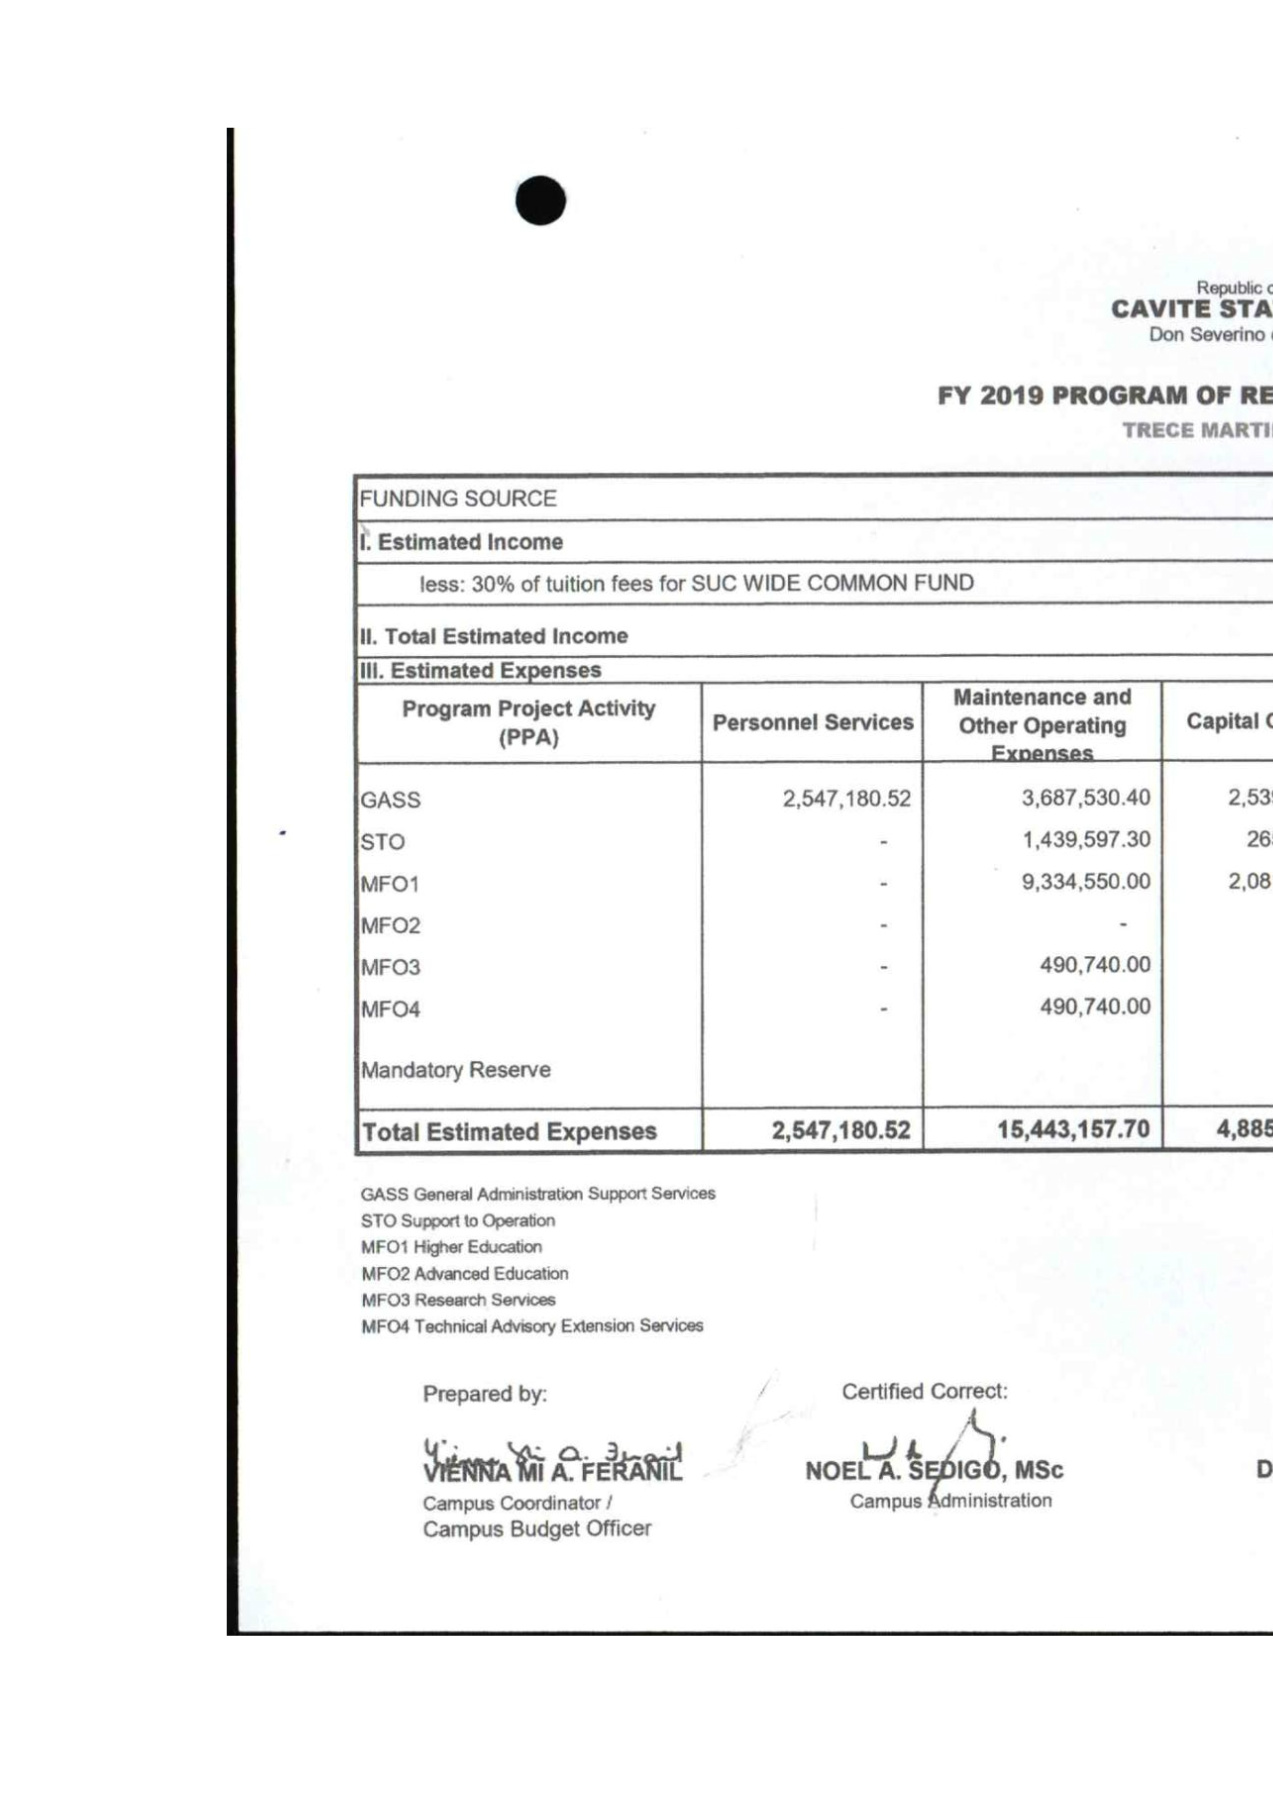 Republic o
CAVITE STA
Don Severino
FY 2019 PROGRAM OF RE
TRECE MARTI
FUNDING SOURCE
I. Estimated Income
less: 30% of tuition fees for SUC WIDE COMMON FUND
II. Total Estimated Income
III. Estimated Expenses
Program Project Activity (PPA) Personnel Services Maintenance and Other Operating Expenses Capital
GASS 2,547,180.52 3,687,530.40 2,53
STO - 1,439,597.30 26
MFO1 - 9,334,550.00 2,08
MFO2 - -
MFO3 - 490,740.00
MFO4 - 490,740.00
Mandatory Reserve
Total Estimated Expenses 2,547,180.52 15,443,157.70 4,885
GASS General Administration Support Services
STO Support to Operation
MFO1 Higher Education
MFO2 Advanced Education
MFO3 Research Services
MFO4 Technical Advisory Extension Services
Prepared by: Certified Correct:
VIENNA MI A. FERANIL NOEL A. SEDIGO, MSc D
Campus Coordinator / Campus Administration
Campus Budget Officer